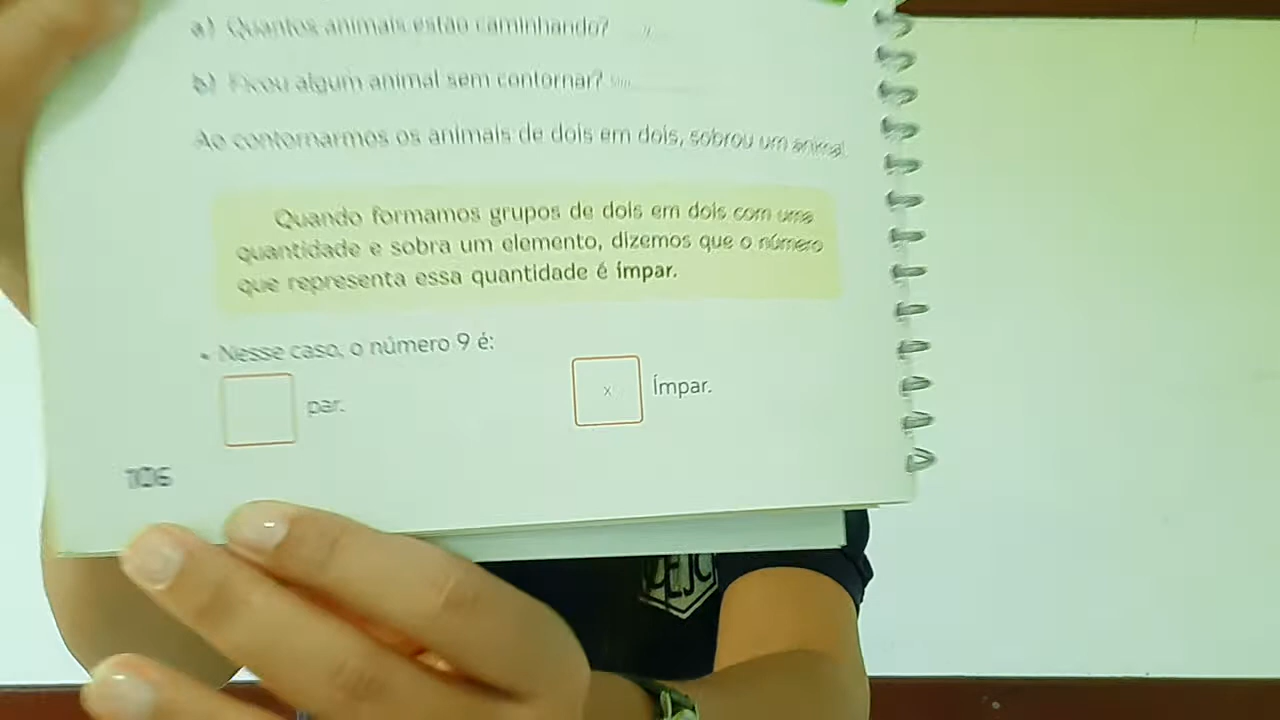 a) Quantos animais estão caminhando?
b) Ficou algum animal sem contornar? Sim
Ao contornarmos os animais de dois em dois, sobrou um animal.
Quando formamos grupos de dois em dois com uma
quantidade e sobra um elemento, dizemos que o número
que representa essa quantidade é ímpar.
• Nesse caso, o número 9 é:
par. x Ímpar.
106